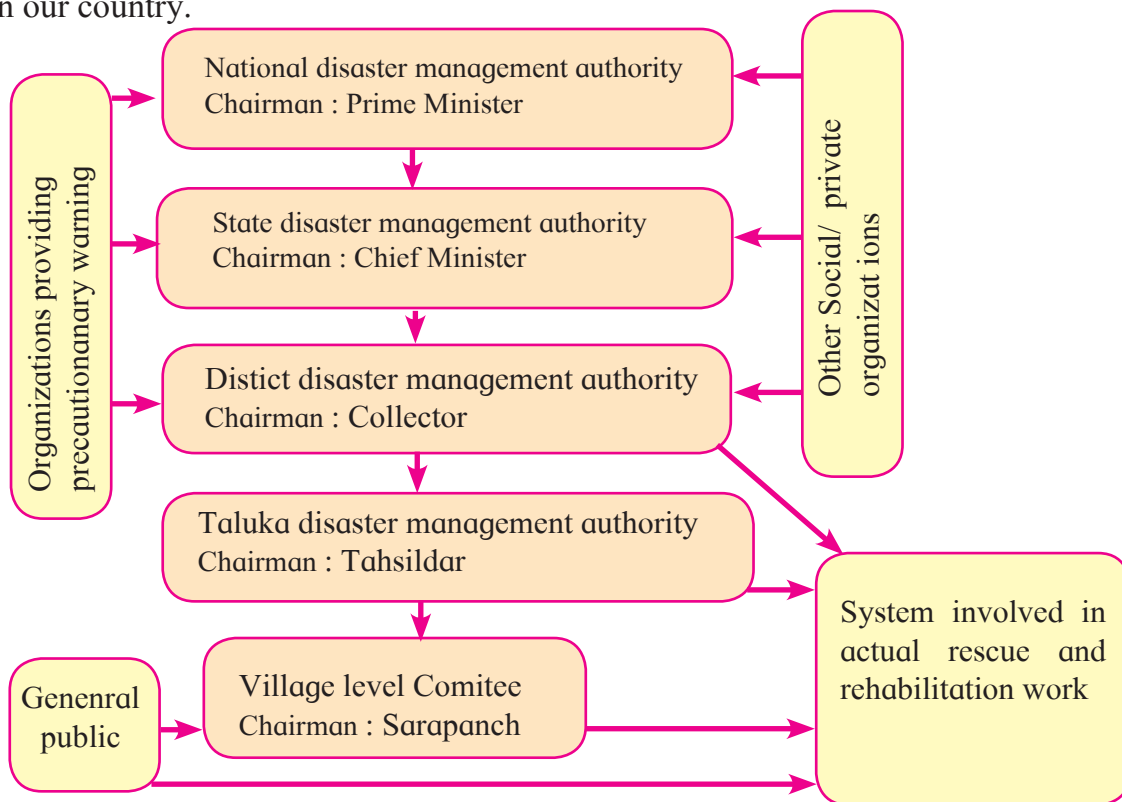 n our country.
National disaster management authority
Chairman : Prime Minister
State disaster management authority
Chairman : Chief Minister
Distict disaster management authority
Chairman : Collector
Taluka disaster management authority
Chairman : Tahsildar
Village level Comitee
Chairman : Sarapanch
Organizations providing
precautionanary warning
Other Social/ private
organizat ions
Genenral
public
System involved in
actual rescue and
rehabilitation work